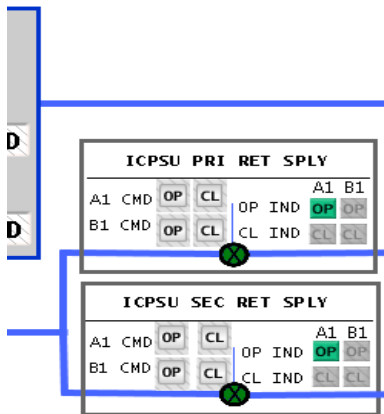 D
D
ICPSU PRI RET SPLY
A1 B1
A1 CMD OP CL OP IND OP OP
B1 CMD OP CL CL IND CL CL
ICPSU SEC RET SPLY
A1 B1
A1 CMD OP CL OP IND OP OP
B1 CMD OP CL CL IND CL CL